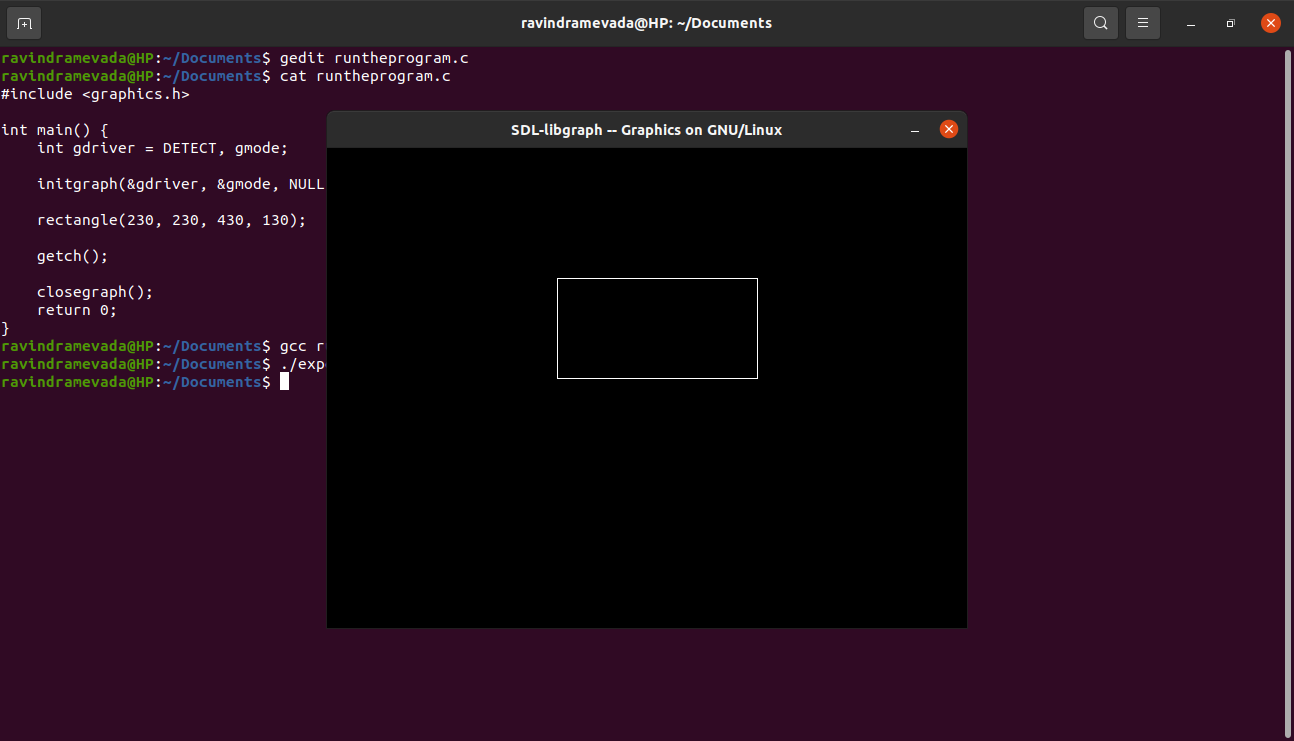 ravindramevada@HP: ~/Documents
ravindramevada@HP:~/Documents$ gedit runtheprogram.c
ravindramevada@HP:~/Documents$ cat runtheprogram.c
#include <graphics.h>
int main() {
int gdriver = DETECT, gmode;
initgraph(&gdriver, &gmode, NULL
rectangle(230, 230, 430, 130);
getch();
closegraph();
return 0;
}
ravindramevada@HP:~/Documents$ gcc r
ravindramevada@HP:~/Documents$ ./exp
ravindramevada@HP:~/Documents$
SDL-libgraph -- Graphics on GNU/Linux